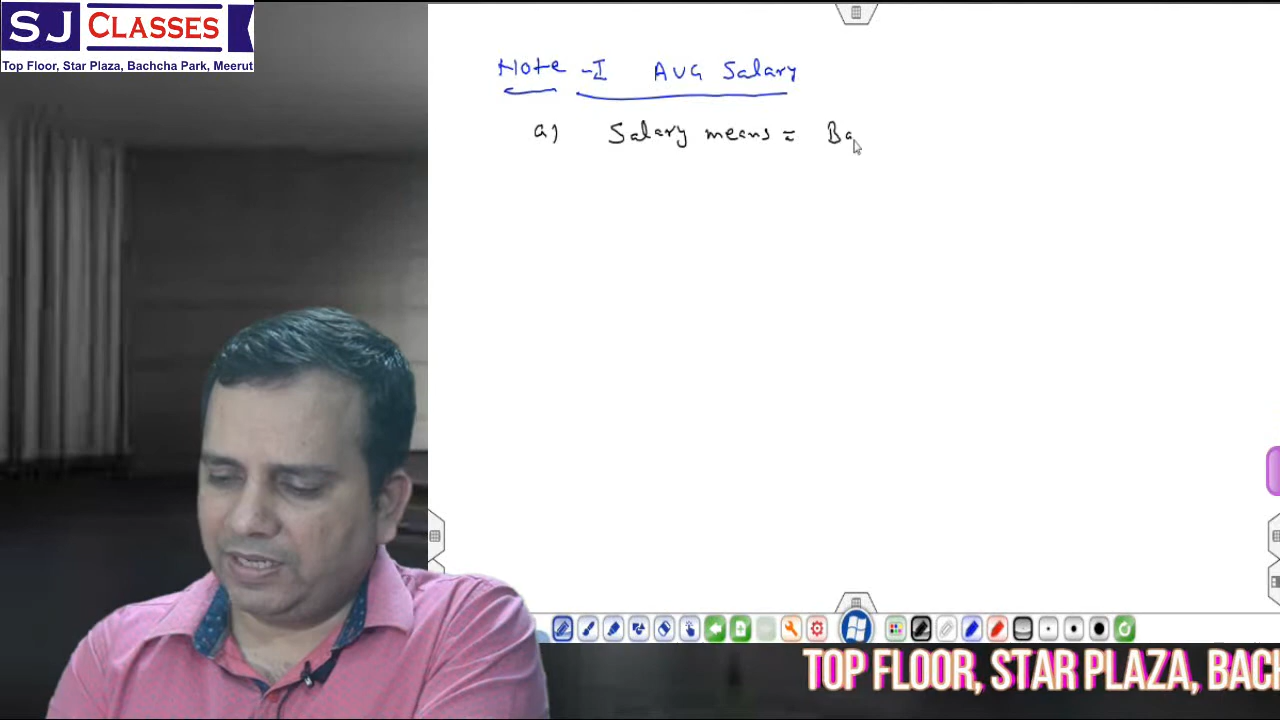 SJ CLASSES
Top Floor, Star Plaza, Bachcha Park, Meerut
Note -I AVG Salary
a) Salary means = Ba
TOP FLOOR, STAR PLAZA, BACH